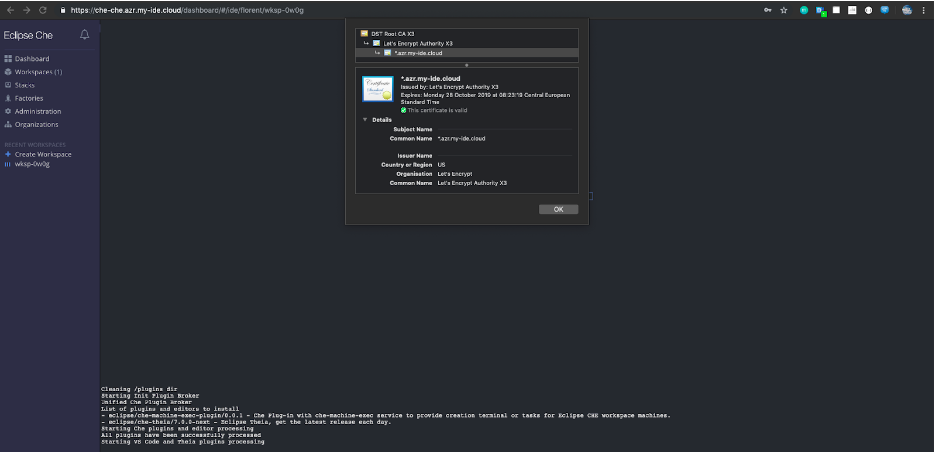 https://che-che.azr.my-ide.cloud/dashboard/#/ide/florent/wksp-0w0g
Eclipse Che
Dashboard
Workspaces (1)
Stacks
Factories
Administration
Organizations
RECENT WORKSPACES
Create Workspace
wksp-0w0g
DST Root CA X3
Let's Encrypt Authority X3
*.azr.my-ide.cloud
Certificate
Standard
*.azr.my-ide.cloud
Issued by: Let's Encrypt Authority X3
Expires: Monday 28 October 2019 at 08:23:19 Central European
Standard Time
This certificate is valid
Details
Subject Name
Common Name *.azr.my-ide.cloud
Issuer Name
Country or Region US
Organisation Let's Encrypt
Common Name Let's Encrypt Authority X3
OK
Cleaning /plugins dir
Starting Init Plugin Broker
Unified Che Plugin Broker
List of plugins and editors to install
- eclipse/che-machine-exec-plugin/0.0.1 - Che Plug-in with che-machine-exec service to provide creation terminal or tasks for Eclipse CHE workspace machines.
- eclipse/che-theia/7.0.0-next - Eclipse Theia, get the latest release each day.
Starting Che plugins and editor processing
All plugins have been successfully processed
Starting VS Code and Theia plugins processing